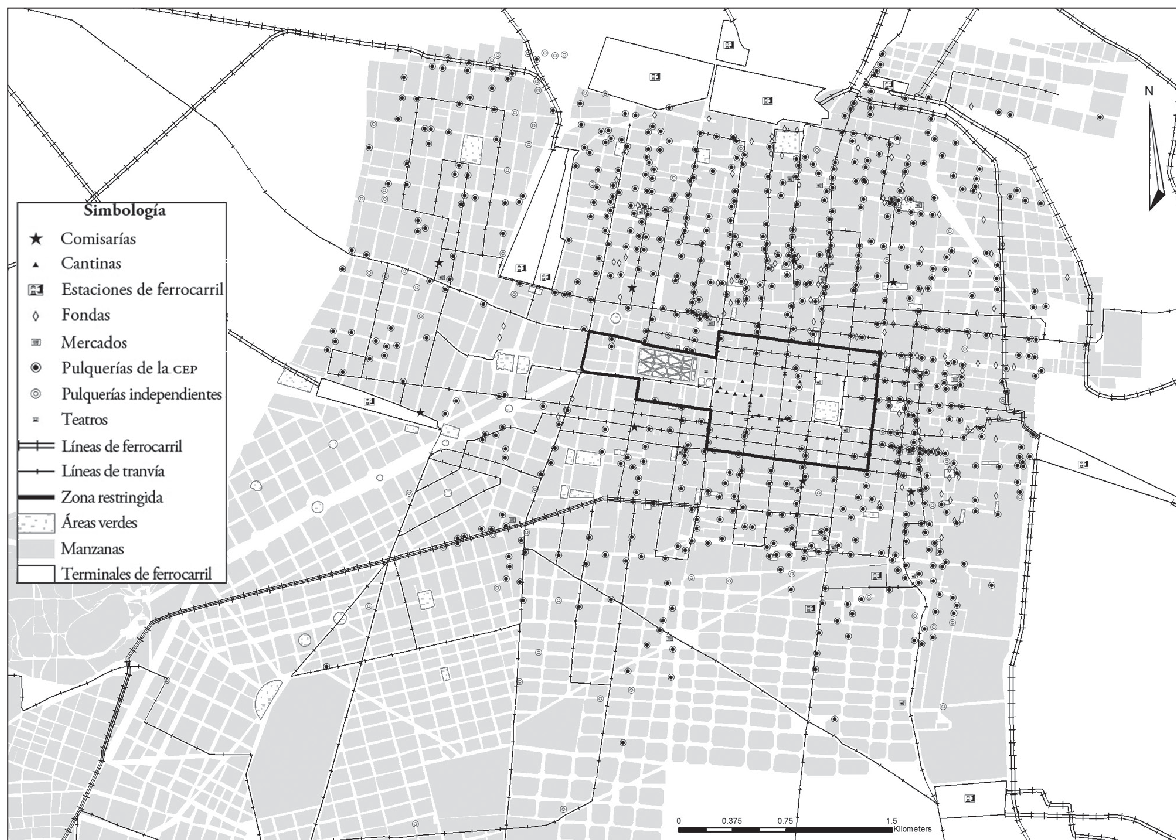 N
Simbología
Comisarías
Cantinas
Estaciones de ferrocarril
Fondas
Mercados
Pulquerías de la CEP
Pulquerías independientes
Teatros
Líneas de ferrocarril
Líneas de tranvía
Zona restringida
Áreas verdes
Manzanas
Terminales de ferrocarril
0 0.375 0.75 1.5
Kilometers